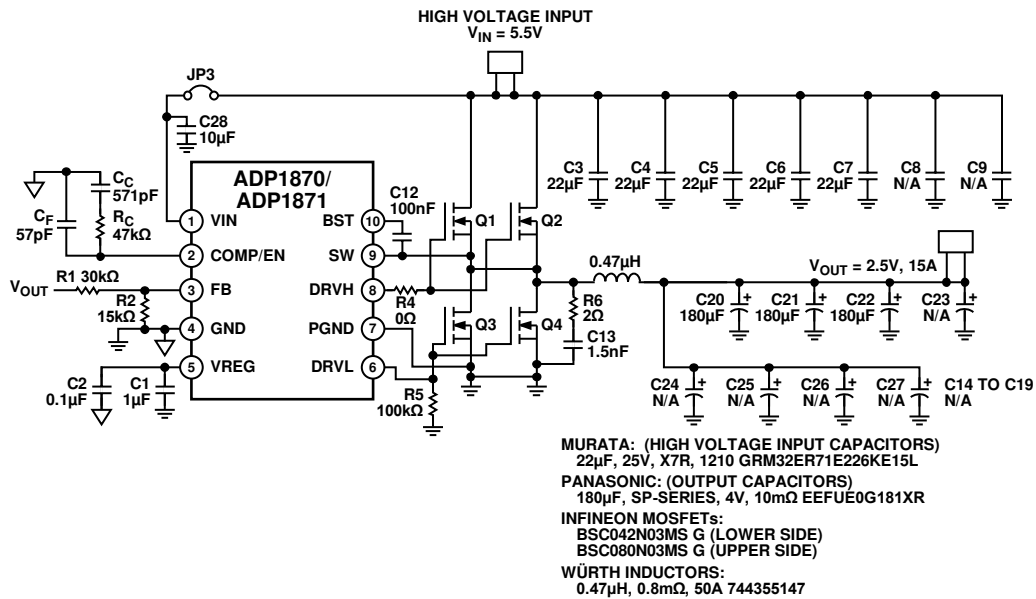 HIGH VOLTAGE INPUT
VIN = 5.5V
JP3
C28
10µF
CC
571pF
CF
57pF
RC
47kΩ
VOUT
R1 30kΩ
R2
15kΩ
C2
0.1µF
C1
1µF
ADP1870/
ADP1871
1 VIN
2 COMP/EN
3 FB
4 GND
5 VREG
BST 10
SW 9
DRVH 8
PGND 7
DRVL 6
C12
100nF
R4
0Ω
R5
100kΩ
Q1
Q2
Q3
Q4
C3
22µF
C4
22µF
C5
22µF
C6
22µF
C7
22µF
C8
N/A
C9
N/A
0.47µH
R6
2Ω
C13
1.5nF
VOUT = 2.5V, 15A
C20
180µF
+
C21
180µF
+
C22
180µF
+
C23
N/A
+
C24
N/A
+
C25
N/A
+
C26
N/A
+
C27
N/A
+
C14 TO C19
N/A
MURATA: (HIGH VOLTAGE INPUT CAPACITORS)
22µF, 25V, X7R, 1210 GRM32ER71E226KE15L
PANASONIC: (OUTPUT CAPACITORS)
180µF, SP-SERIES, 4V, 10mΩ EEFUE0G181XR
INFINEON MOSFETs:
BSC042N03MS G (LOWER SIDE)
BSC080N03MS G (UPPER SIDE)
WÜRTH INDUCTORS:
0.47µH, 0.8mΩ, 50A 744355147